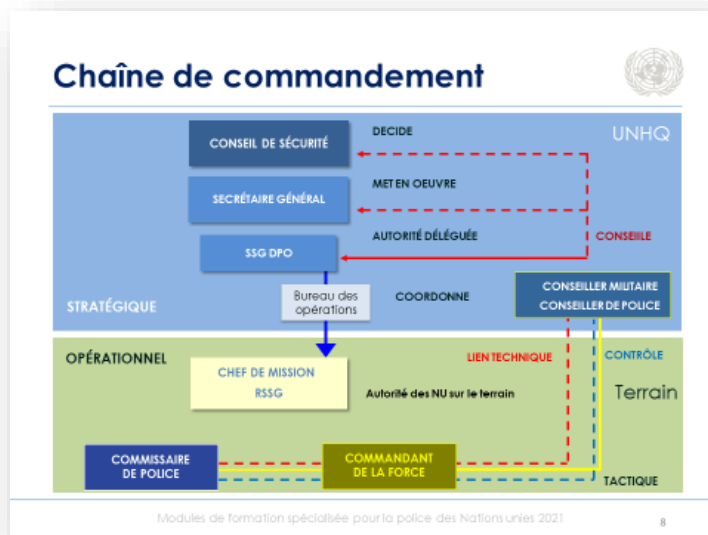 Chaîne de commandement
CONSEIL DE SÉCURITÉ
DECIDE
UNHQ
MET EN OEUVRE
SECRÉTAIRE GÉNÉRAL
AUTORITÉ DÉLÉGUÉE
CONSEILLE
SSG DPO
CONSEILLER MILITAIRE
CONSEILLER DE POLICE
Bureau des
opérations
COORDONNE
STRATÉGIQUE
OPÉRATIONNEL
LIEN TECHNIQUE
CONTRÔLE
CHEF DE MISSION
RSSG
Autorité des NU sur le terrain
Terrain
COMMISSAIRE
DE POLICE
COMMANDANT
DE LA FORCE
TACTIQUE
Modules de formation spécialisée pour la police des Nations unies 2021
8